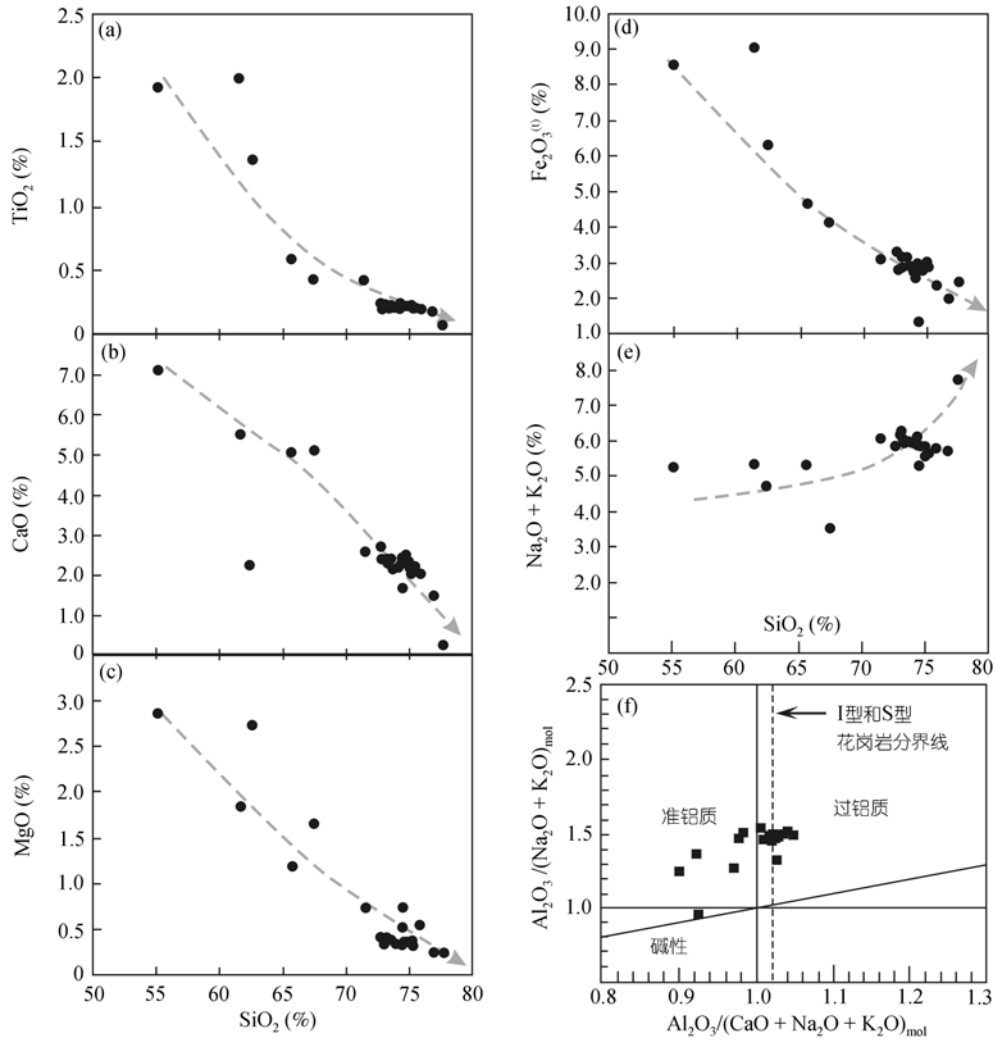 (a)
2.5
2.0
1.5
1.0
0.5
0
TiO₂ (%)
(b)
7.0
6.0
5.0
4.0
3.0
2.0
1.0
0
CaO (%)
(c)
3.0
2.5
2.0
1.5
1.0
0.5
0
MgO (%)
50 55 60 65 70 75 80
SiO₂ (%)
(d)
10.0
9.0
8.0
7.0
6.0
5.0
4.0
3.0
2.0
1.0
Fe₂O₃⁽ᵗ⁾ (%)
(e)
8.0
7.0
6.0
5.0
4.0
3.0
2.0
Na₂O + K₂O (%)
SiO₂ (%)
50 55 60 65 70 75 80
(f)
2.5
2.0
1.5
1.0
Al₂O₃ /(Na₂O + K₂O)mol
I型和S型
花岗岩分界线
准铝质
过铝质
碱性
0.8 0.9 1.0 1.1 1.2 1.3
Al₂O₃/(CaO + Na₂O + K₂O)mol